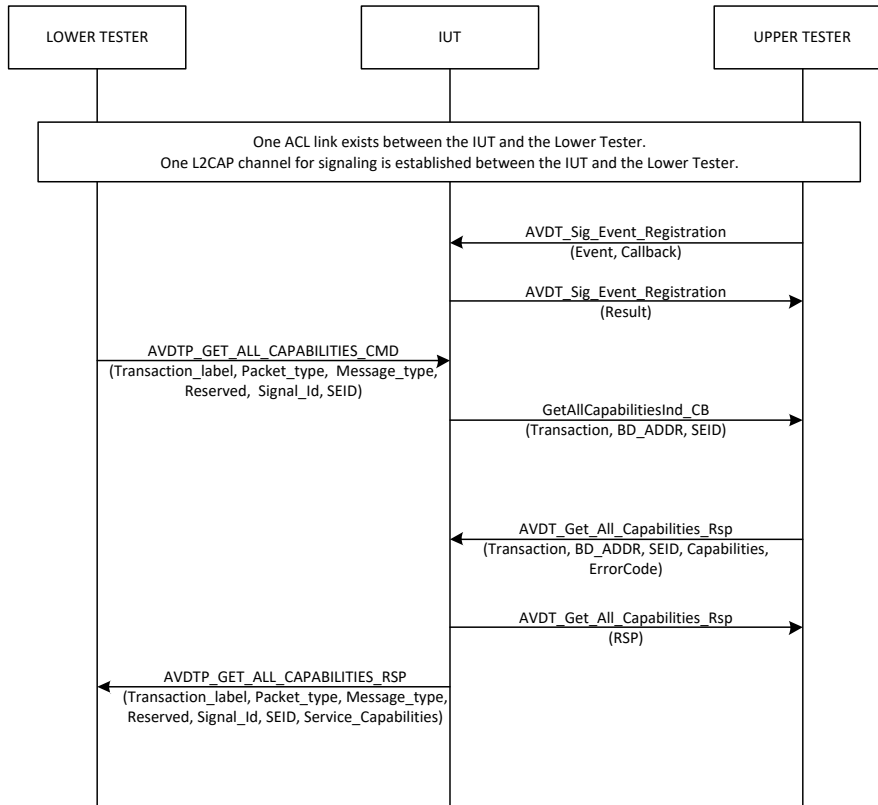 LOWER TESTER
IUT
UPPER TESTER
One ACL link exists between the IUT and the Lower Tester.
One L2CAP channel for signaling is established between the IUT and the Lower Tester.
AVDT_Sig_Event_Registration
(Event, Callback)
AVDT_Sig_Event_Registration
(Result)
AVDTP_GET_ALL_CAPABILITIES_CMD
(Transaction_label, Packet_type, Message_type,
Reserved, Signal_Id, SEID)
GetAllCapabilitiesInd_CB
(Transaction, BD_ADDR, SEID)
AVDT_Get_All_Capabilities_Rsp
(Transaction, BD_ADDR, SEID, Capabilities,
ErrorCode)
AVDT_Get_All_Capabilities_Rsp
(RSP)
AVDTP_GET_ALL_CAPABILITIES_RSP
(Transaction_label, Packet_type, Message_type,
Reserved, Signal_Id, SEID, Service_Capabilities)